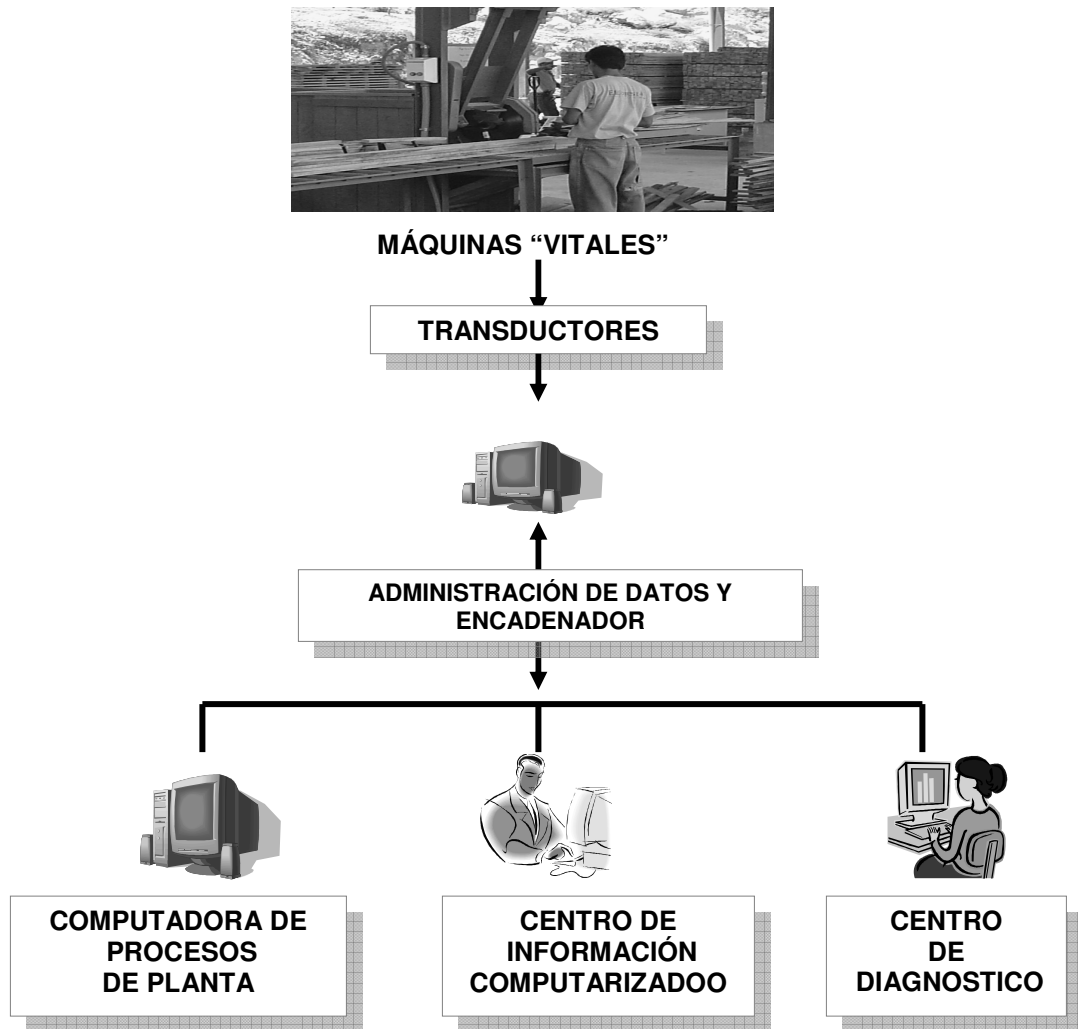 MÁQUINAS “VITALES”
TRANSDUCTORES
ADMINISTRACIÓN DE DATOS Y
ENCADENADOR
COMPUTADORA DE
PROCESOS
DE PLANTA
CENTRO DE
INFORMACIÓN
COMPUTARIZADOO
CENTRO
DE
DIAGNOSTICO